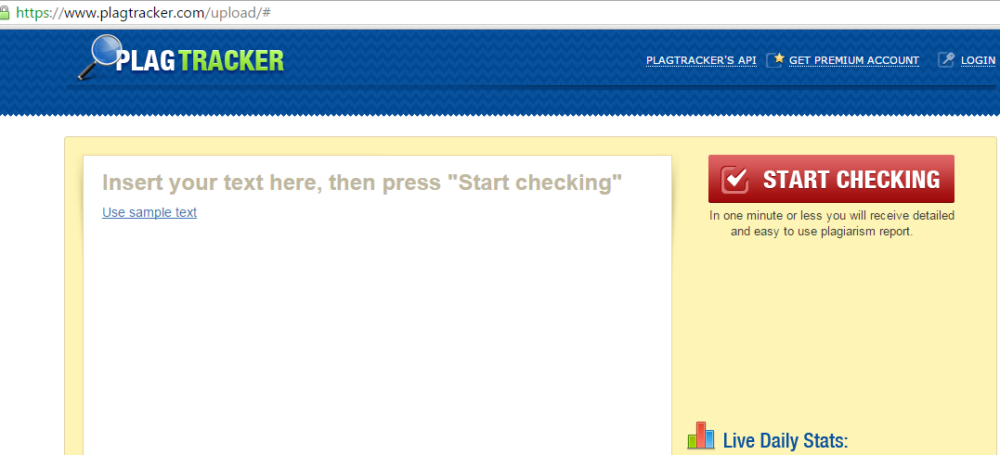 https://www.plagtracker.com/upload/#
PLAGTRACKER
PLAGTRACKER'S API GET PREMIUM ACCOUNT LOGIN
Insert your text here, then press "Start checking"
Use sample text
START CHECKING
In one minute or less you will receive detailed
and easy to use plagiarism report.
Live Daily Stats: